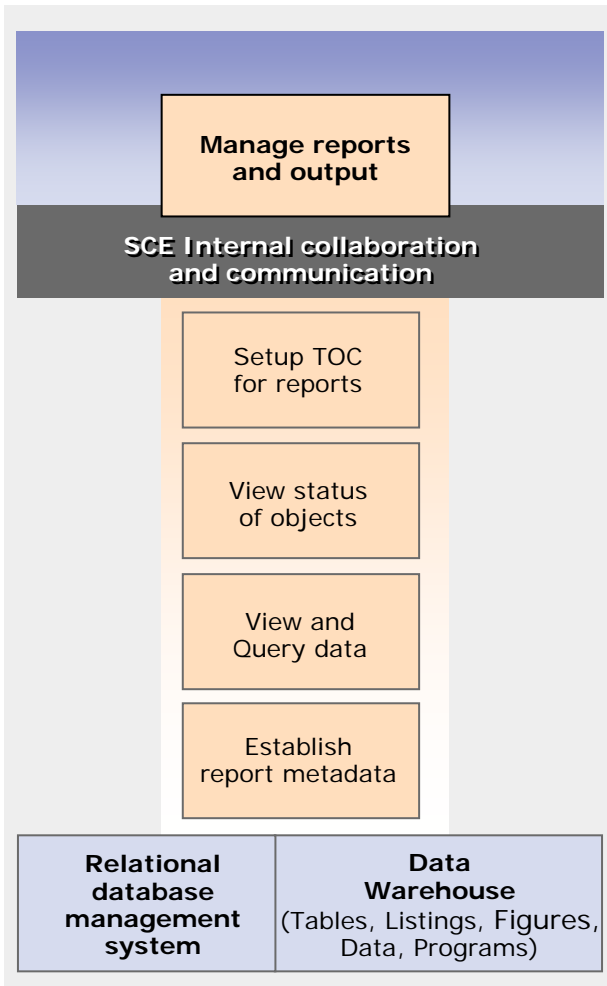 Manage reports
and output
SCE Internal collaboration
and communication
Setup TOC
for reports
View status
of objects
View and
Query data
Establish
report metadata
Relational
database
management
system
Data
Warehouse
(Tables, Listings, Figures,
Data, Programs)